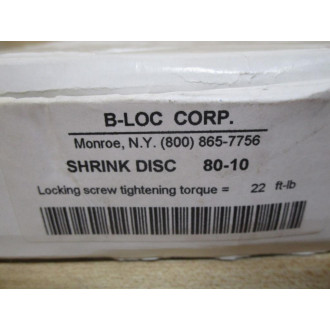 B-LOC CORP.
Monroe, N.Y. (800) 865-7756
SHRINK DISC 80-10
Locking screw tightening torque = 22 ft-lb